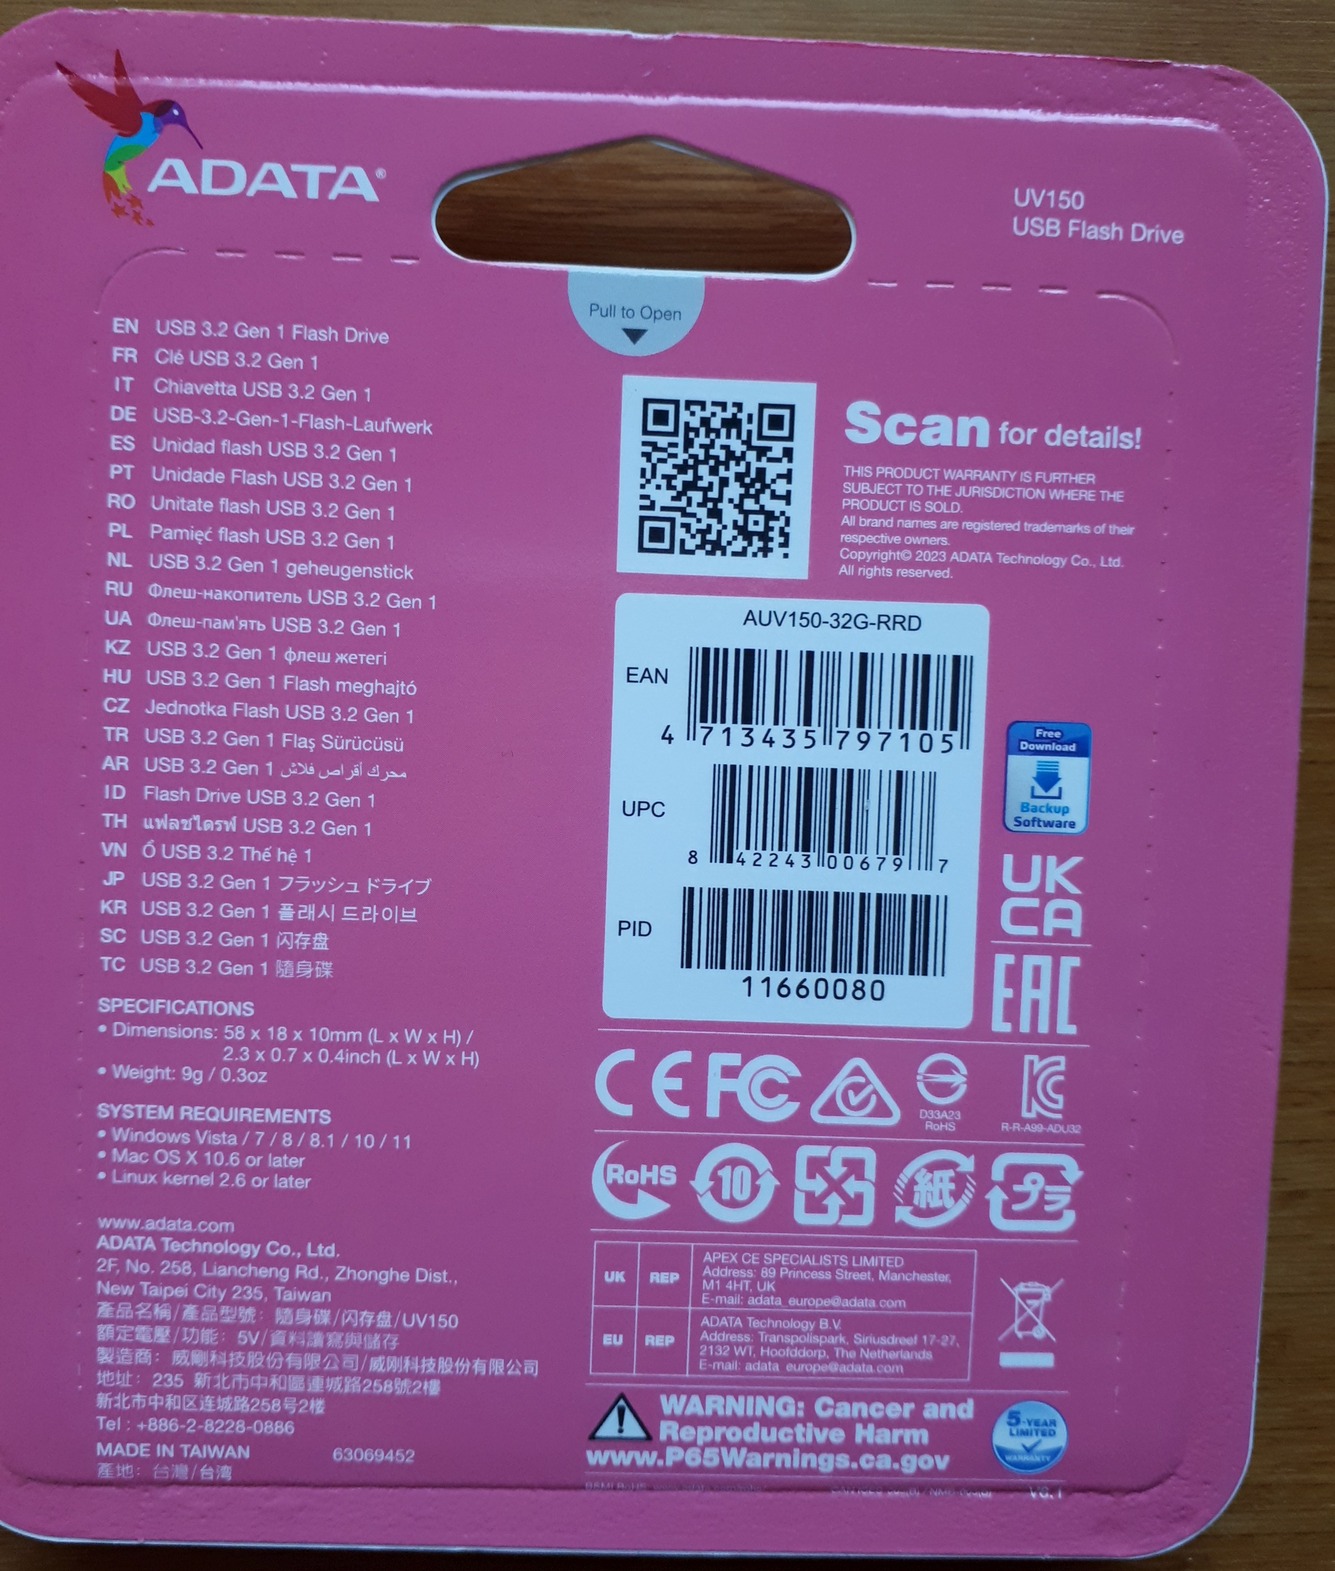 ADATA®
UV150
USB Flash Drive
Pull to Open
EN USB 3.2 Gen 1 Flash Drive
FR Clé USB 3.2 Gen 1
IT Chiavetta USB 3.2 Gen 1
DE USB-3.2-Gen-1-Flash-Laufwerk
ES Unidad flash USB 3.2 Gen 1
PT Unidade Flash USB 3.2 Gen 1
RO Unitate flash USB 3.2 Gen 1
PL Pamięć flash USB 3.2 Gen 1
NL USB 3.2 Gen 1 geheugenstick
RU Флеш-накопитель USB 3.2 Gen 1
UA Флеш-пам'ять USB 3.2 Gen 1
KZ USB 3.2 Gen 1 флеш жетегі
HU USB 3.2 Gen 1 Flash meghajtó
CZ Jednotka Flash USB 3.2 Gen 1
TR USB 3.2 Gen 1 Flaş Sürücüsü
AR USB 3.2 Gen 1 محرك أقراص فلاش
ID Flash Drive USB 3.2 Gen 1
TH แฟลชไดรฟ์ USB 3.2 Gen 1
VN Ổ USB 3.2 Thế hệ 1
JP USB 3.2 Gen 1 フラッシュドライブ
KR USB 3.2 Gen 1 플래시 드라이브
SC USB 3.2 Gen 1 闪存盘
TC USB 3.2 Gen 1 隨身碟
SPECIFICATIONS
• Dimensions: 58 x 18 x 10mm (L x W x H) /
2.3 x 0.7 x 0.4inch (L x W x H)
• Weight: 9g / 0.3oz
SYSTEM REQUIREMENTS
• Windows Vista / 7 / 8 / 8.1 / 10 / 11
• Mac OS X 10.6 or later
• Linux kernel 2.6 or later
www.adata.com
ADATA Technology Co., Ltd.
2F, No. 258, Liancheng Rd., Zhonghe Dist.,
New Taipei City 235, Taiwan
產品名稱/產品型號: 隨身碟/闪存盘/UV150
額定電壓/功能: 5V/資料讀寫與儲存
製造商: 威剛科技股份有限公司/威刚科技股份有限公司
地址: 235 新北市中和區連城路258號2樓
新北市中和区连城路258号2楼
Tel : +886-2-8228-0886
MADE IN TAIWAN 63069452
產地: 台灣/台湾
Scan for details!
THIS PRODUCT WARRANTY IS FURTHER
SUBJECT TO THE JURISDICTION WHERE THE
PRODUCT IS SOLD.
All brand names are registered trademarks of their
respective owners.
Copyright© 2023 ADATA Technology Co., Ltd.
All rights reserved.
AUV150-32G-RRD
EAN
4 713435 797105
UPC
8 42243 00679 7
PID
11660080
Free
Download
Backup
Software
UK
CA
EAC
CE FC
D33A23
RoHS
KC
R-R-A99-ADU32
RoHS
10
紙
プラ
UK REP
APEX CE SPECIALISTS LIMITED
Address: 89 Princess Street, Manchester,
M1 4HT, UK
E-mail: adata_europe@adata.com
EU REP
ADATA Technology B.V.
Address: Transpolispark, Siriusdreef 17-27,
2132 WT, Hoofddorp, The Netherlands
E-mail: adata_europe@adata.com
WARNING: Cancer and
Reproductive Harm
www.P65Warnings.ca.gov
5-YEAR
LIMITED
WARRANTY